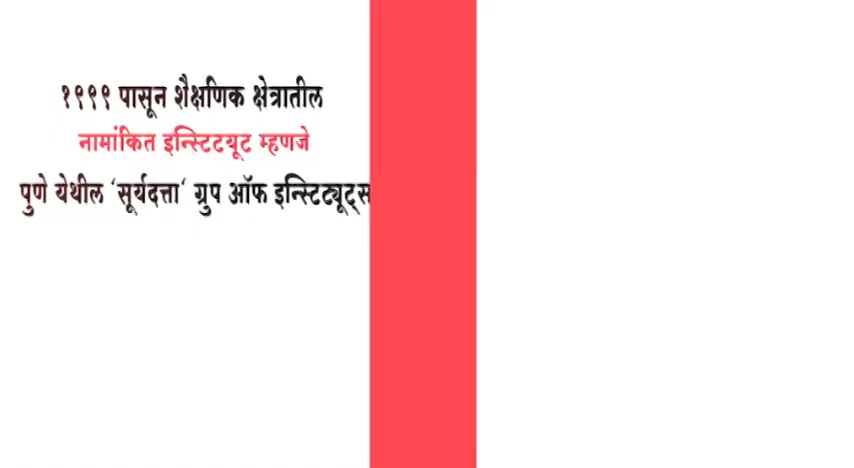 १९९९ पासून शैक्षणिक क्षेत्रातील
नामांकित इन्स्टिटयूट म्हणजे
पुणे येथील ‘सूर्यदत्ता‘ ग्रुप ऑफ इन्स्टिट्यूट्स